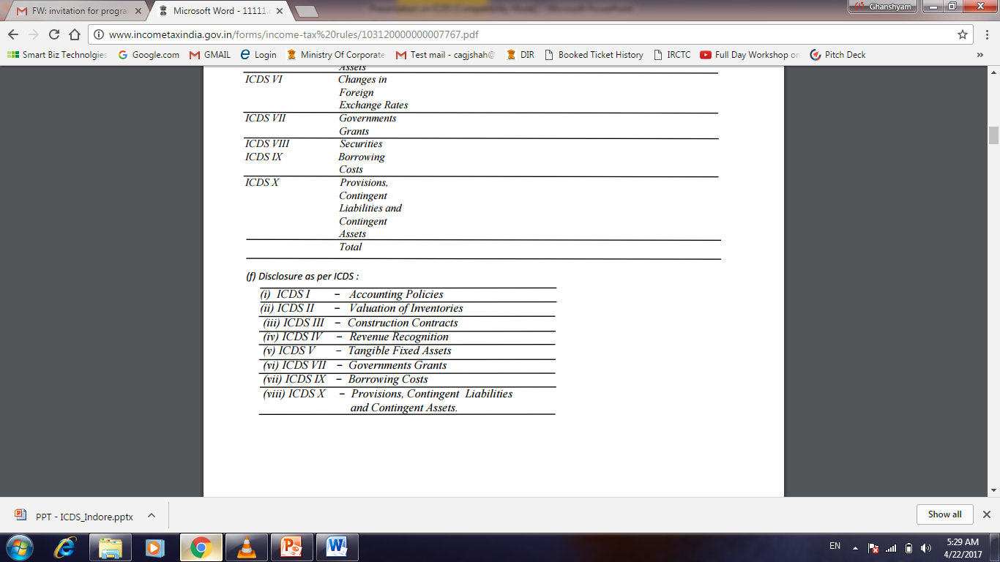 FW: invitation for progra
Microsoft Word - 11111.
Ghanshyam
www.incometaxindia.gov.in/forms/income-tax%20rules/103120000000007767.pdf
Smart Biz Technolgies Google.com GMAIL Login Ministry Of Corporate Test mail - cagjshah@ DIR Booked Ticket History IRCTC Full Day Workshop on Pitch Deck »
Assets
ICDS VI Changes in
Foreign
Exchange Rates
ICDS VII Governments
Grants
ICDS VIII Securities
ICDS IX Borrowing
Costs
ICDS X Provisions,
Contingent
Liabilities and
Contingent
Assets
Total
(f) Disclosure as per ICDS :
(i) ICDS I – Accounting Policies
(ii) ICDS II – Valuation of Inventories
(iii) ICDS III – Construction Contracts
(iv) ICDS IV – Revenue Recognition
(v) ICDS V – Tangible Fixed Assets
(vi) ICDS VII – Governments Grants
(vii) ICDS IX – Borrowing Costs
(viii) ICDS X – Provisions, Contingent Liabilities
and Contingent Assets.
PPT - ICDS_Indore.pptx
Show all
EN
5:29 AM
4/22/2017